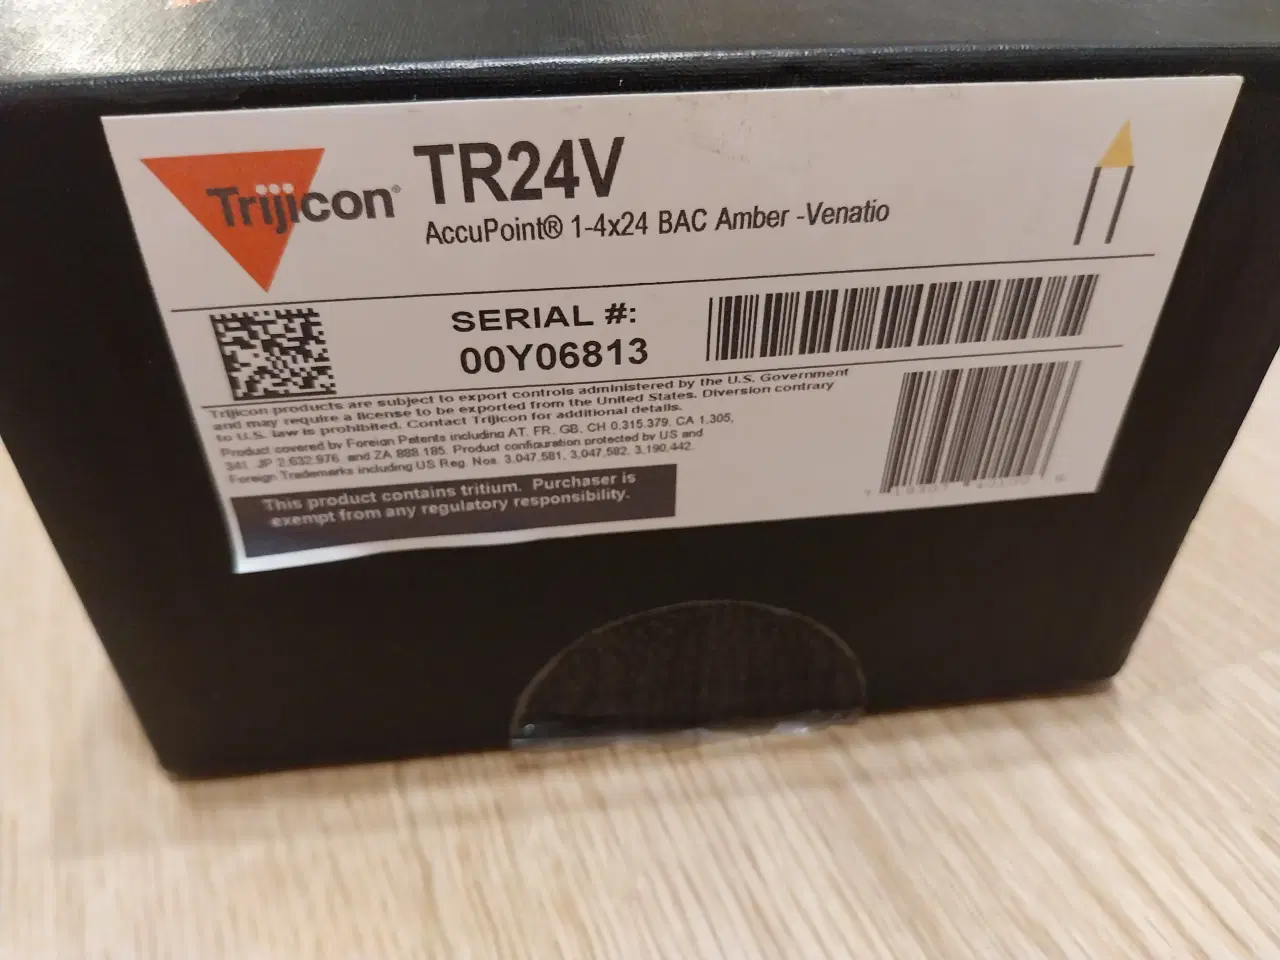 Trijicon®
TR24V
AccuPoint® 1-4x24 BAC Amber -Venatio
SERIAL #:
00Y06813
Trijicon products are subject to export controls administered by the U.S. Government
and may require a license to be exported from the United States. Diversion contrary
to U.S. law is prohibited. Contact Trijicon for additional details.
Product covered by Foreign Patents including AT, FR, GB, CH 0.315.379, CA 1,305,
341, JP 2,632,976, and ZA 888,185. Product configuration protected by US and
Foreign Trademarks including US Reg. Nos. 3,047,581, 3,047,582, 3,190,442.
This product contains tritium. Purchaser is
exempt from any regulatory responsibility.